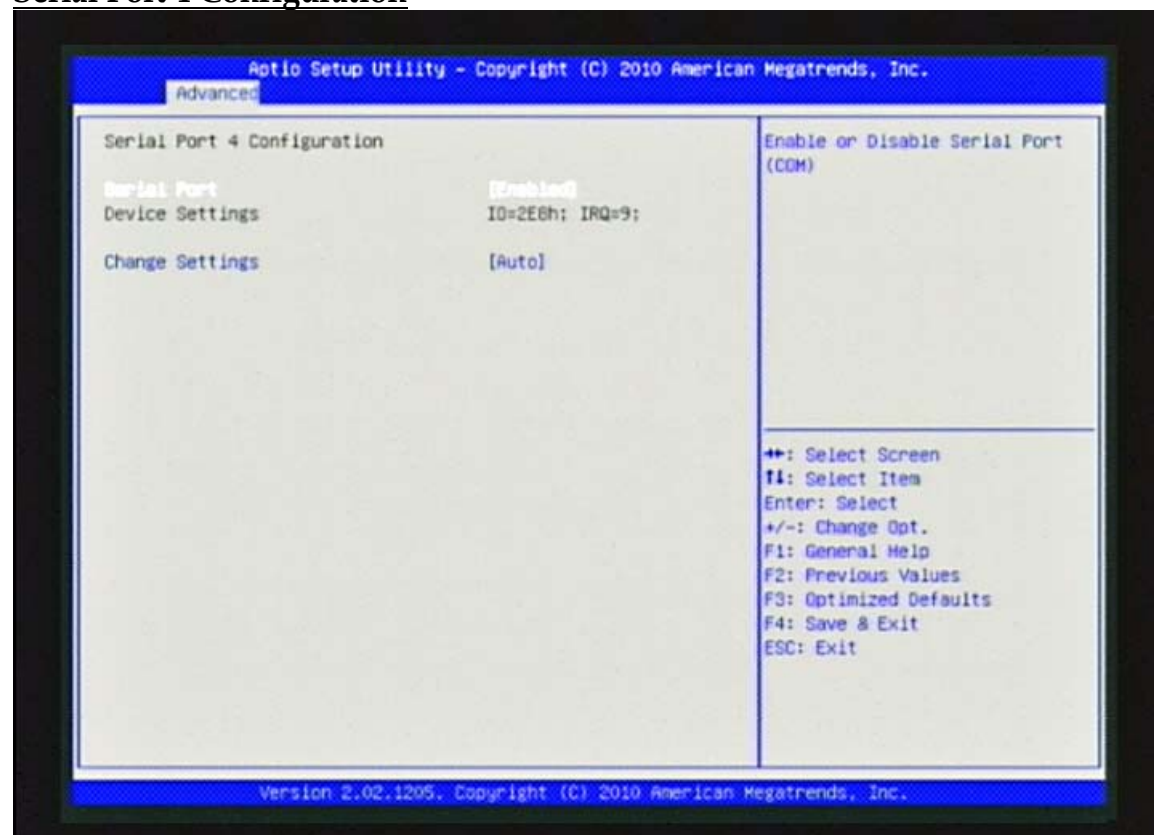 Serial Port 4 Configuration
Aptio Setup Utility - Copyright (C) 2010 American Megatrends, Inc.
Advanced
Serial Port 4 Configuration
Serial Port [Enabled]
Device Settings IO=2E8h; IRQ=9;
Change Settings [Auto]
Enable or Disable Serial Port
(COM)
→←: Select Screen
↑↓: Select Item
Enter: Select
+/-: Change Opt.
F1: General Help
F2: Previous Values
F3: Optimized Defaults
F4: Save & Exit
ESC: Exit
Version 2.02.1205. Copyright (C) 2010 American Megatrends, Inc.